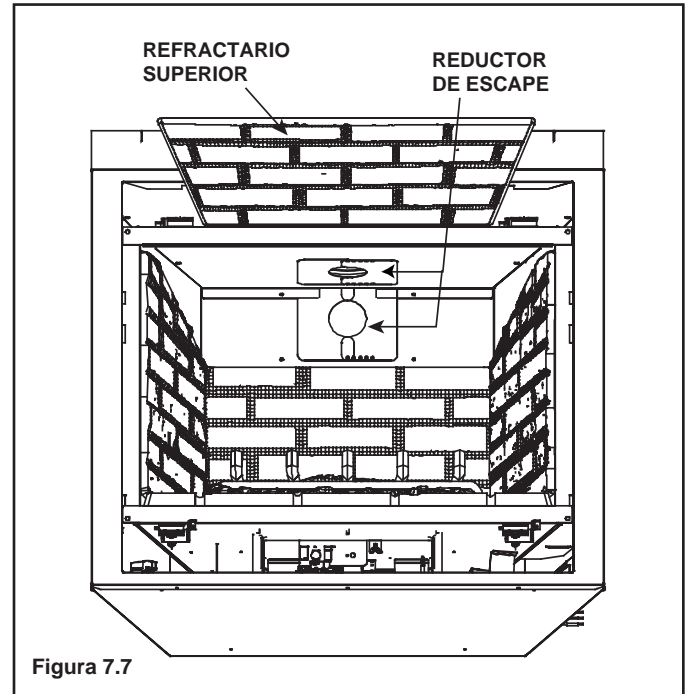 REFRACTARIO
SUPERIOR
REDUCTOR
DE ESCAPE
Figura 7.7